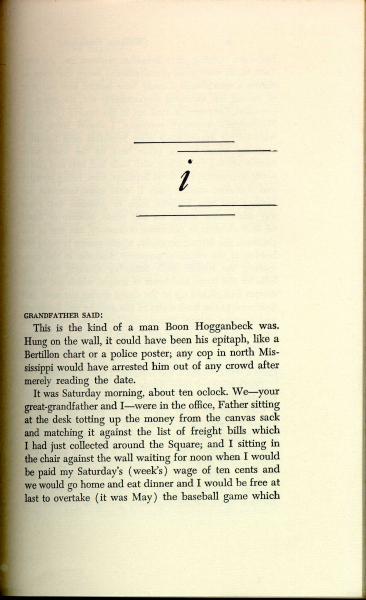 i
GRANDFATHER SAID:
This is the kind of a man Boon Hogganbeck was.
Hung on the wall, it could have been his epitaph, like a
Bertillon chart or a police poster; any cop in north Mis-
sissippi would have arrested him out of any crowd after
merely reading the date.
It was Saturday morning, about ten oclock. We—your
great-grandfather and I—were in the office, Father sitting
at the desk totting up the money from the canvas sack
and matching it against the list of freight bills which
I had just collected around the Square; and I sitting in
the chair against the wall waiting for noon when I would
be paid my Saturday's (week's) wage of ten cents and
we would go home and eat dinner and I would be free at
last to overtake (it was May) the baseball game which